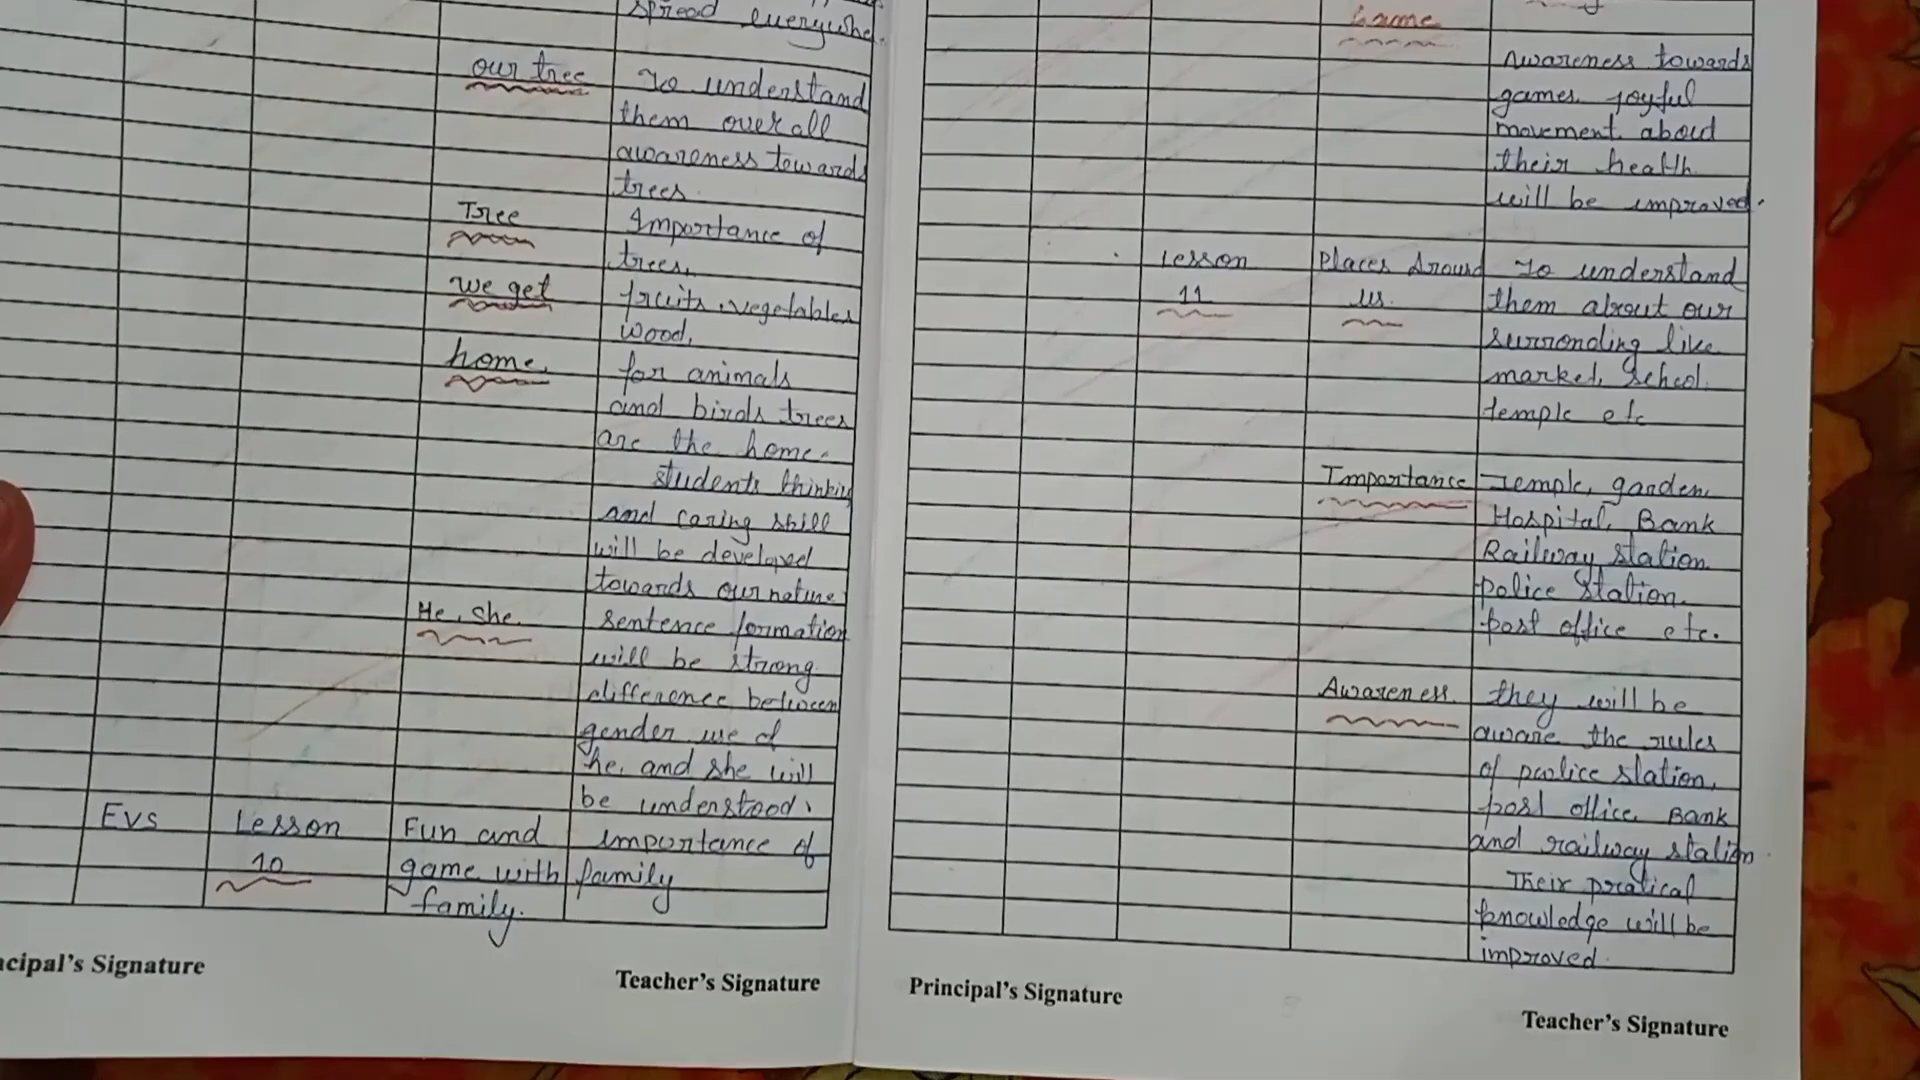 spread everywhe.
our tree To understand
them over all
awareness towards
trees.
Tree Importance of
trees,
we get fruits, vegetables
wood,
home, for animals
and birds trees
are the home.
students thinking
and caring skill
will be developed
towards our nature
He, She. sentence formation
will be strong
difference between
gender use of
he, and she will
be understood.
EVS Lesson Fun and importance of
10 game with family
family.
Principal's Signature
Teacher's Signature
Game
Awareness towards
games joyful
movement. aboud
their health
will be improved.
Lesson Places Around To understand
11 us. them about our
surronding like
market, School,
temple etc
Importance Temple, garden,
Hospital, Bank
Railway station
police Station.
post office etc.
Awareness. they will be
aware the rules
of police station,
post office, Bank
and railway station.
Their pratical
knowledge will be
improved.
Principal's Signature
Teacher's Signature